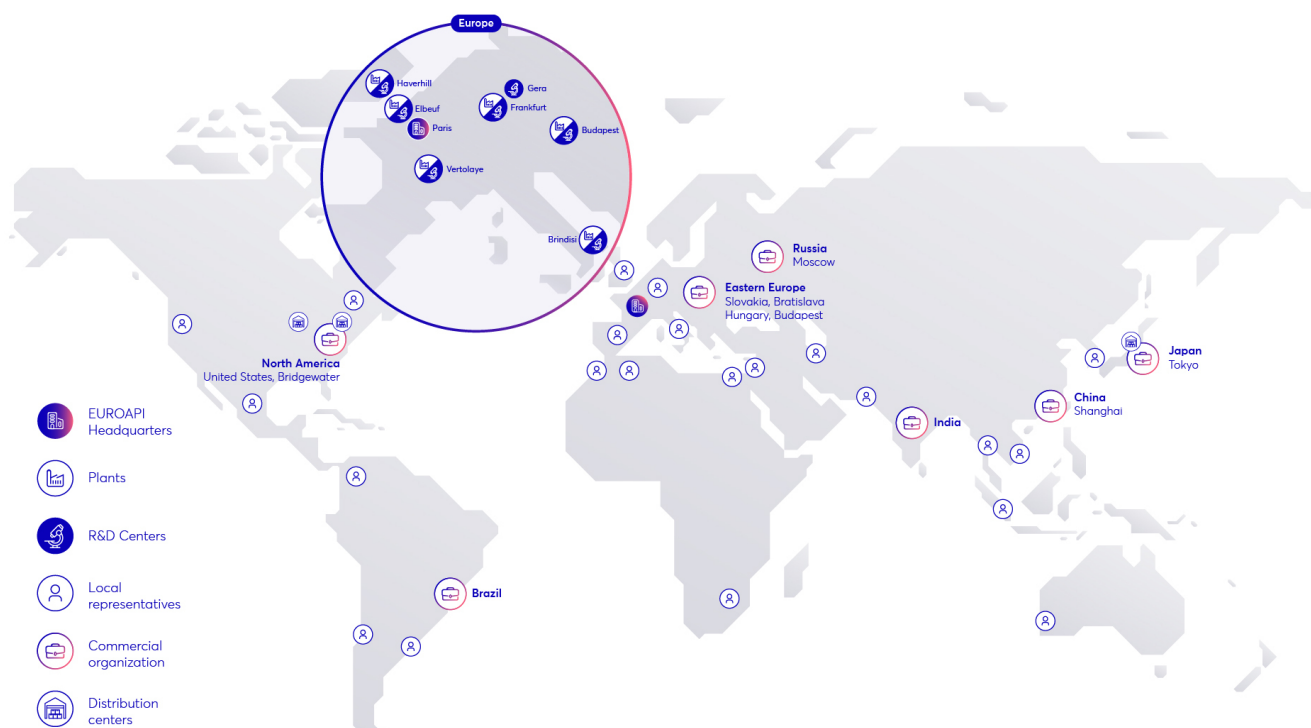 Europe
Haverhill
Gera
Elbeuf
Frankfurt
Paris
Budapest
Vertolaye
Brindisi
Russia
Moscow
Eastern Europe
Slovakia, Bratislava
Hungary, Budapest
North America
United States, Bridgewater
Japan
Tokyo
China
Shanghai
India
Brazil
EUROAPI
Headquarters
Plants
R&D Centers
Local
representatives
Commercial
organization
Distribution
centers